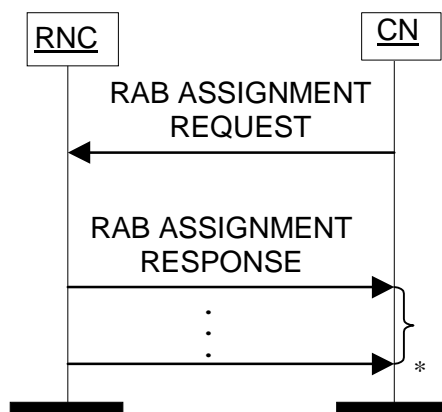 RNC
CN
RAB ASSIGNMENT
REQUEST
RAB ASSIGNMENT
RESPONSE
*